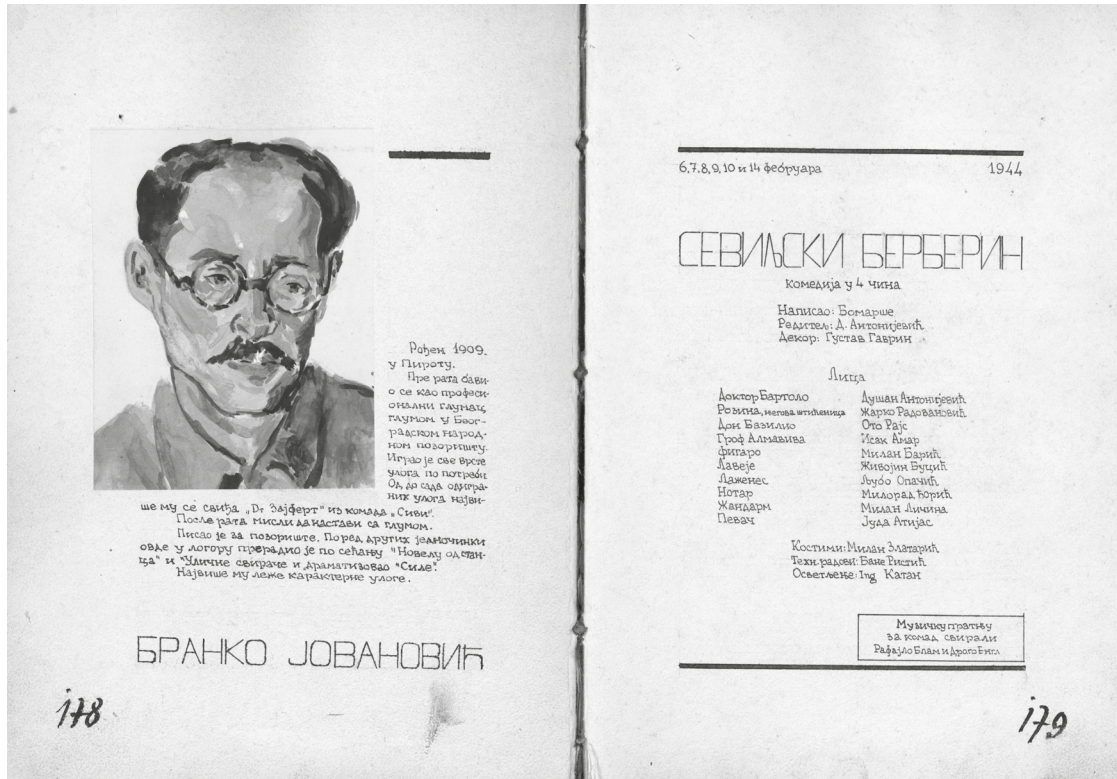 Рођен 1909.
у Пироту.
Пре рата бави-
о се као професи-
онални глумац,
глумом у Беог-
радском народ-
ном позоришту.
Играо је све врсте
улога по потреби.
Од до сада одигра-
них улога најви-
ше му се свиђа „Dr Зајферт" из комада „Сиви".
После рата мисли да настави са глумом.
Писао је за позориште. Поред других једночинки
овде у логору прерадио је по сећању "Новелу од станца" и "Уличне свираче и драматизовао "Силе".
Највише му леже карактерне улоге.
БРАНКО ЈОВАНОВИЋ
178
6, 7. 8, 9, 10 и 14 фебруара 1944
СЕВИЉСКИ БЕРБЕРИН
комедија у 4 чина
Написао: Бомарше
Редитељ: Д. Антонијевић
Декор: Густав Гаврин
Лица
Доктор Бартоло Душан Антонијевић
Розина, његова штићеница Жарко Радовановић
Дон Базилио Ото Рајс
Гроф Алмавива Исак Амар
Фигаро Милан Барић
Лавеје Живојин Буцић
Лаженес Љубо Опачић
Нотар Милорад Ђорић
Жандарм Милан Личина
Певач Јуда Атијас
Костими: Милан Златарић
Техн. радови: Бане Ристић
Осветљење: Ing Катан
Музичку пратњу
за комад свирали
Рафајло Блам и Драго Енгл
179